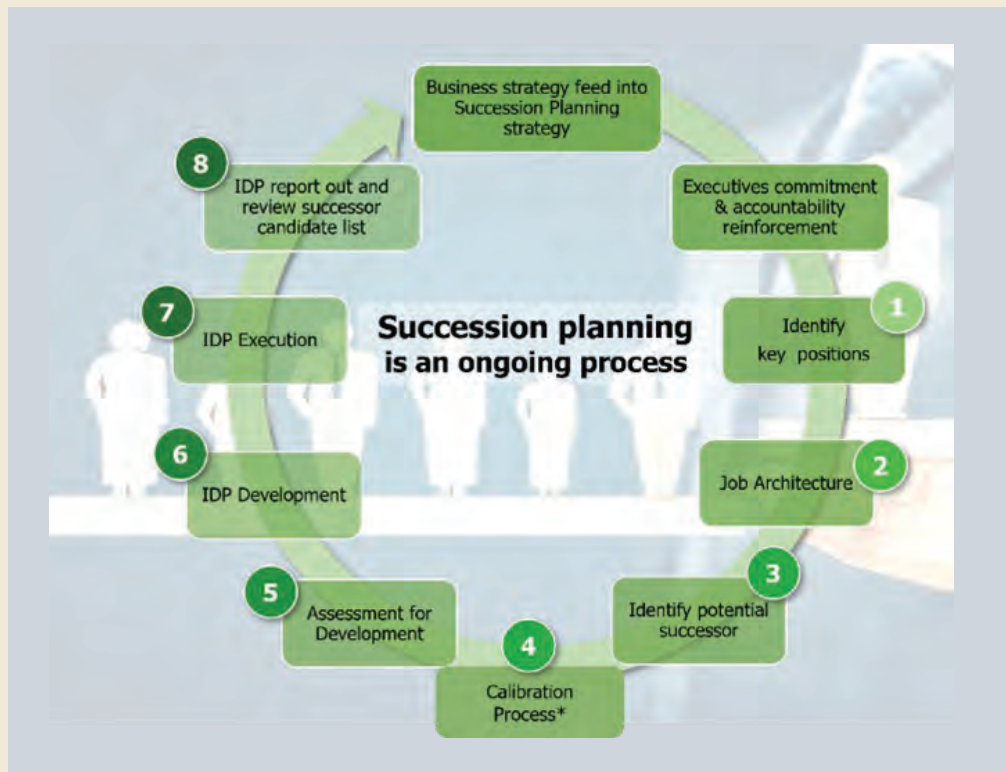 Business strategy feed into
Succession Planning
strategy
Executives commitment
& accountability
reinforcement
1
Identify
key positions
2
Job Architecture
3
Identify potential
successor
4
Calibration
Process*
5
Assessment for
Development
6
IDP Development
7
IDP Execution
8
IDP report out and
review successor
candidate list
Succession planning
is an ongoing process